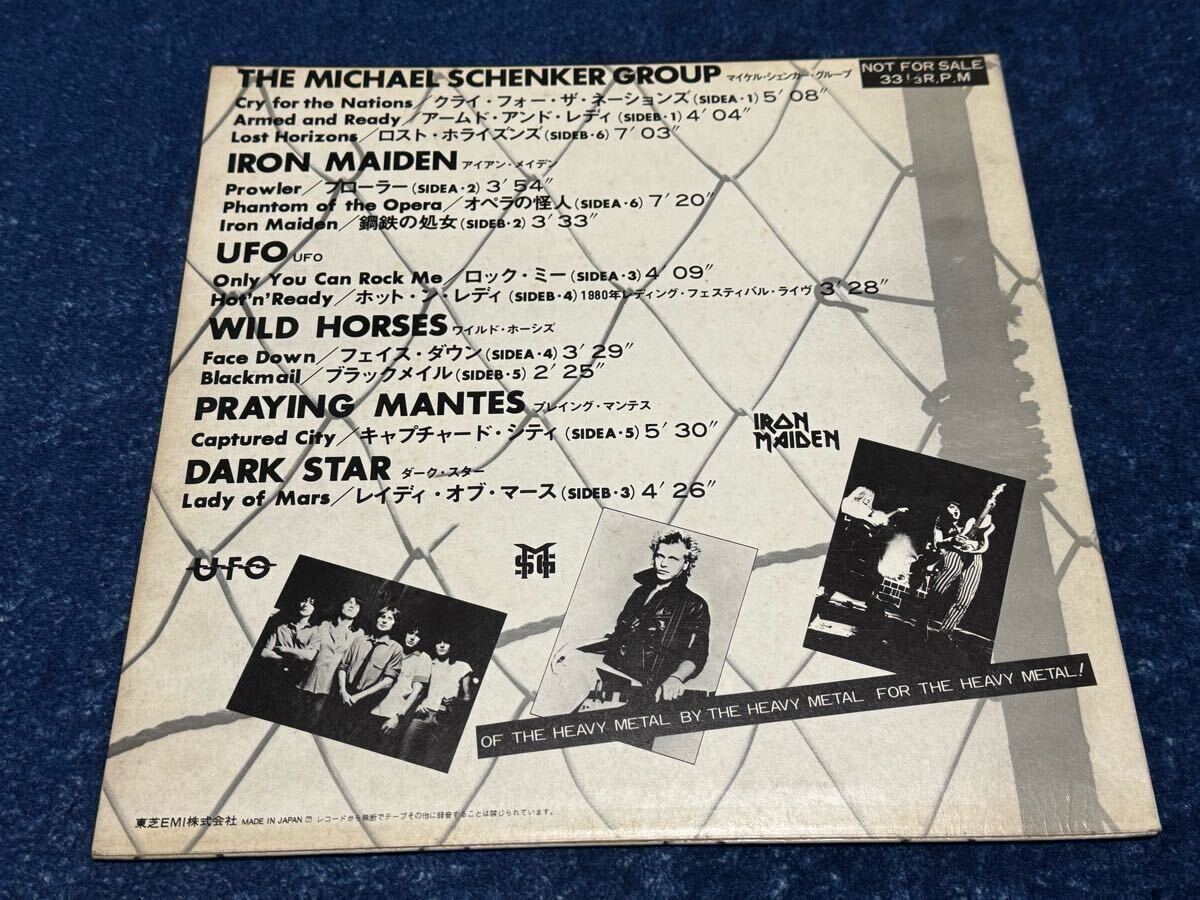 THE MICHAEL SCHENKER GROUP マイケル・シェンカー・グループ
NOT FOR SALE
33 1/3 R.P.M
Cry for the Nations/クライ・フォー・ザ・ネーションズ(SIDEA・1)5′08″
Armed and Ready/アームド・アンド・レディ(SIDEB・1)4′04″
Lost Horizons/ロスト・ホライズンズ(SIDEB・6)7′03″
IRON MAIDEN アイアン・メイデン
Prowler/プローラー(SIDEA・2)3′54″
Phantom of the Opera/オペラの怪人(SIDEA・6)7′20″
Iron Maiden/鋼鉄の処女(SIDEB・2)3′33″
UFO UFO
Only You Can Rock Me/ロック・ミー(SIDEA・3)4′09″
Hot'n'Ready/ホット・ン・レディ(SIDEB・4)1980年レディング・フェスティバル・ライヴ 3′28″
WILD HORSES ワイルド・ホーシズ
Face Down/フェイス・ダウン(SIDEA・4)3′29″
Blackmail/ブラックメイル(SIDEB・5)2′25″
PRAYING MANTES プレイング・マンテス
Captured City/キャプチャード・シティ(SIDEA・5)5′30″
DARK STAR ダーク・スター
Lady of Mars/レイディ・オブ・マース(SIDEB・3)4′26″
IRON
MAIDEN
UFO
MSG
OF THE HEAVY METAL BY THE HEAVY METAL FOR THE HEAVY METAL!
東芝EMI株式会社 MADE IN JAPAN レコードから無断でテープその他に録音することは禁じられています。